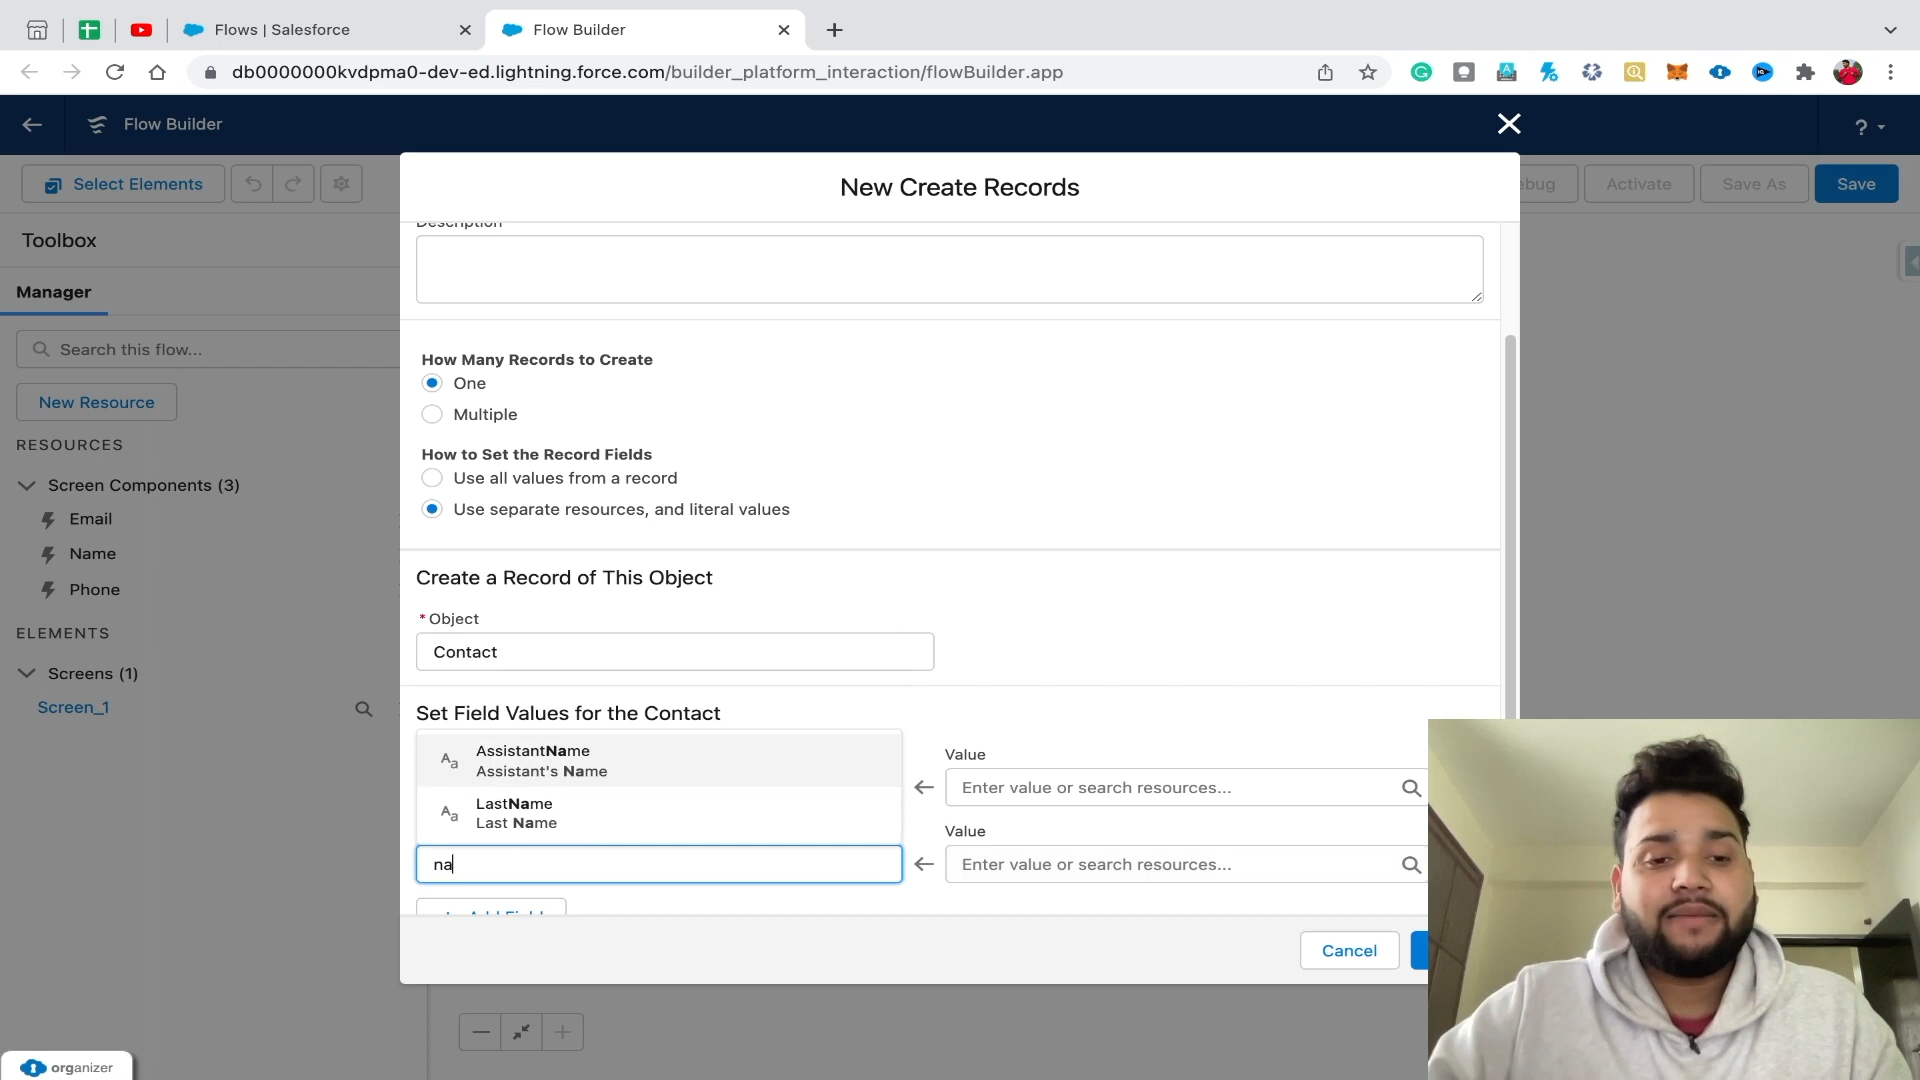 Flows | Salesforce
Flow Builder
db0000000kvdpma0-dev-ed.lightning.force.com/builder_platform_interaction/flowBuilder.app
Flow Builder
?
Select Elements
ebug
Activate
Save As
Save
Toolbox
Manager
Search this flow...
New Resource
RESOURCES
Screen Components (3)
Email
Name
Phone
ELEMENTS
Screens (1)
Screen_1
New Create Records
Description
How Many Records to Create
One
Multiple
How to Set the Record Fields
Use all values from a record
Use separate resources, and literal values
Create a Record of This Object
* Object
Contact
Set Field Values for the Contact
Aa
AssistantName
Assistant's Name
Aa
LastName
Last Name
na
Value
Enter value or search resources...
Value
Enter value or search resources...
+ Add Field
Cancel
organizer